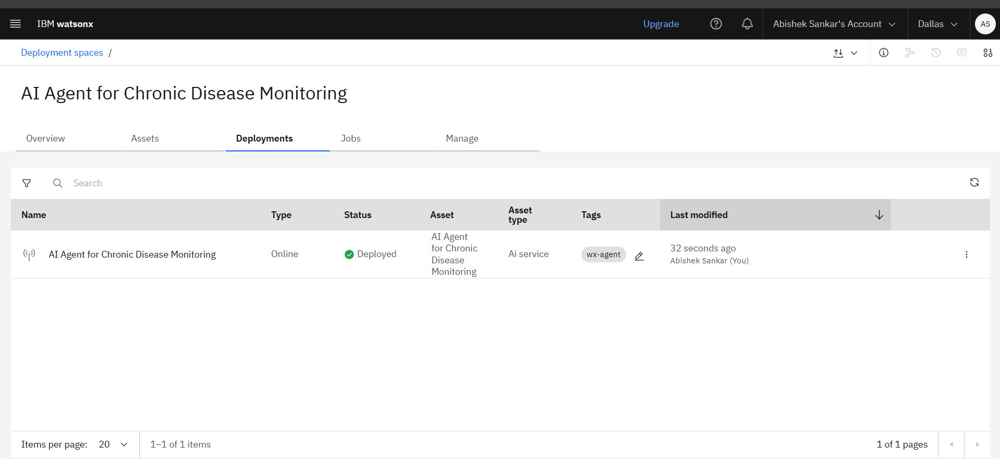 IBM watsonx
Upgrade
Abishek Sankar's Account
Dallas
AS
Deployment spaces /
AI Agent for Chronic Disease Monitoring
Overview
Assets
Deployments
Jobs
Manage
Search
Name
Type
Status
Asset
Asset
type
Tags
Last modified
AI Agent for Chronic Disease Monitoring
Online
Deployed
AI Agent
for Chronic
Disease
Monitoring
Ai service
wx-agent
32 seconds ago
Abishek Sankar (You)
Items per page: 20
1–1 of 1 items
1 of 1 pages